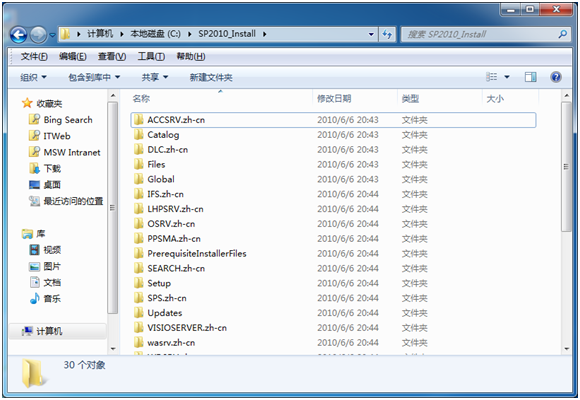 计算机 本地磁盘 (C:) SP2010_Install 搜索 SP2010_Install
文件(F) 编辑(E) 查看(V) 工具(T) 帮助(H)
组织 包含到库中 共享 新建文件夹
收藏夹
Bing Search
ITWeb
MSW Intranet
下载
桌面
最近访问的位置
库
视频
图片
文档
音乐
计算机
名称 修改日期 类型 大小
ACCSRV.zh-cn 2010/6/6 20:43 文件夹
Catalog 2010/6/6 20:43 文件夹
DLC.zh-cn 2010/6/6 20:43 文件夹
Files 2010/6/6 20:43 文件夹
Global 2010/6/6 20:43 文件夹
IFS.zh-cn 2010/6/6 20:44 文件夹
LHPSRV.zh-cn 2010/6/6 20:44 文件夹
OSRV.zh-cn 2010/6/6 20:44 文件夹
PPSMA.zh-cn 2010/6/6 20:44 文件夹
PrerequisiteInstallerFiles 2010/6/6 20:44 文件夹
SEARCH.zh-cn 2010/6/6 20:44 文件夹
Setup 2010/6/6 20:44 文件夹
SPS.zh-cn 2010/6/6 20:44 文件夹
Updates 2010/6/6 20:44 文件夹
VISIOSERVER.zh-cn 2010/6/6 20:44 文件夹
wasrv.zh-cn 2010/6/6 20:44 文件夹
30 个对象